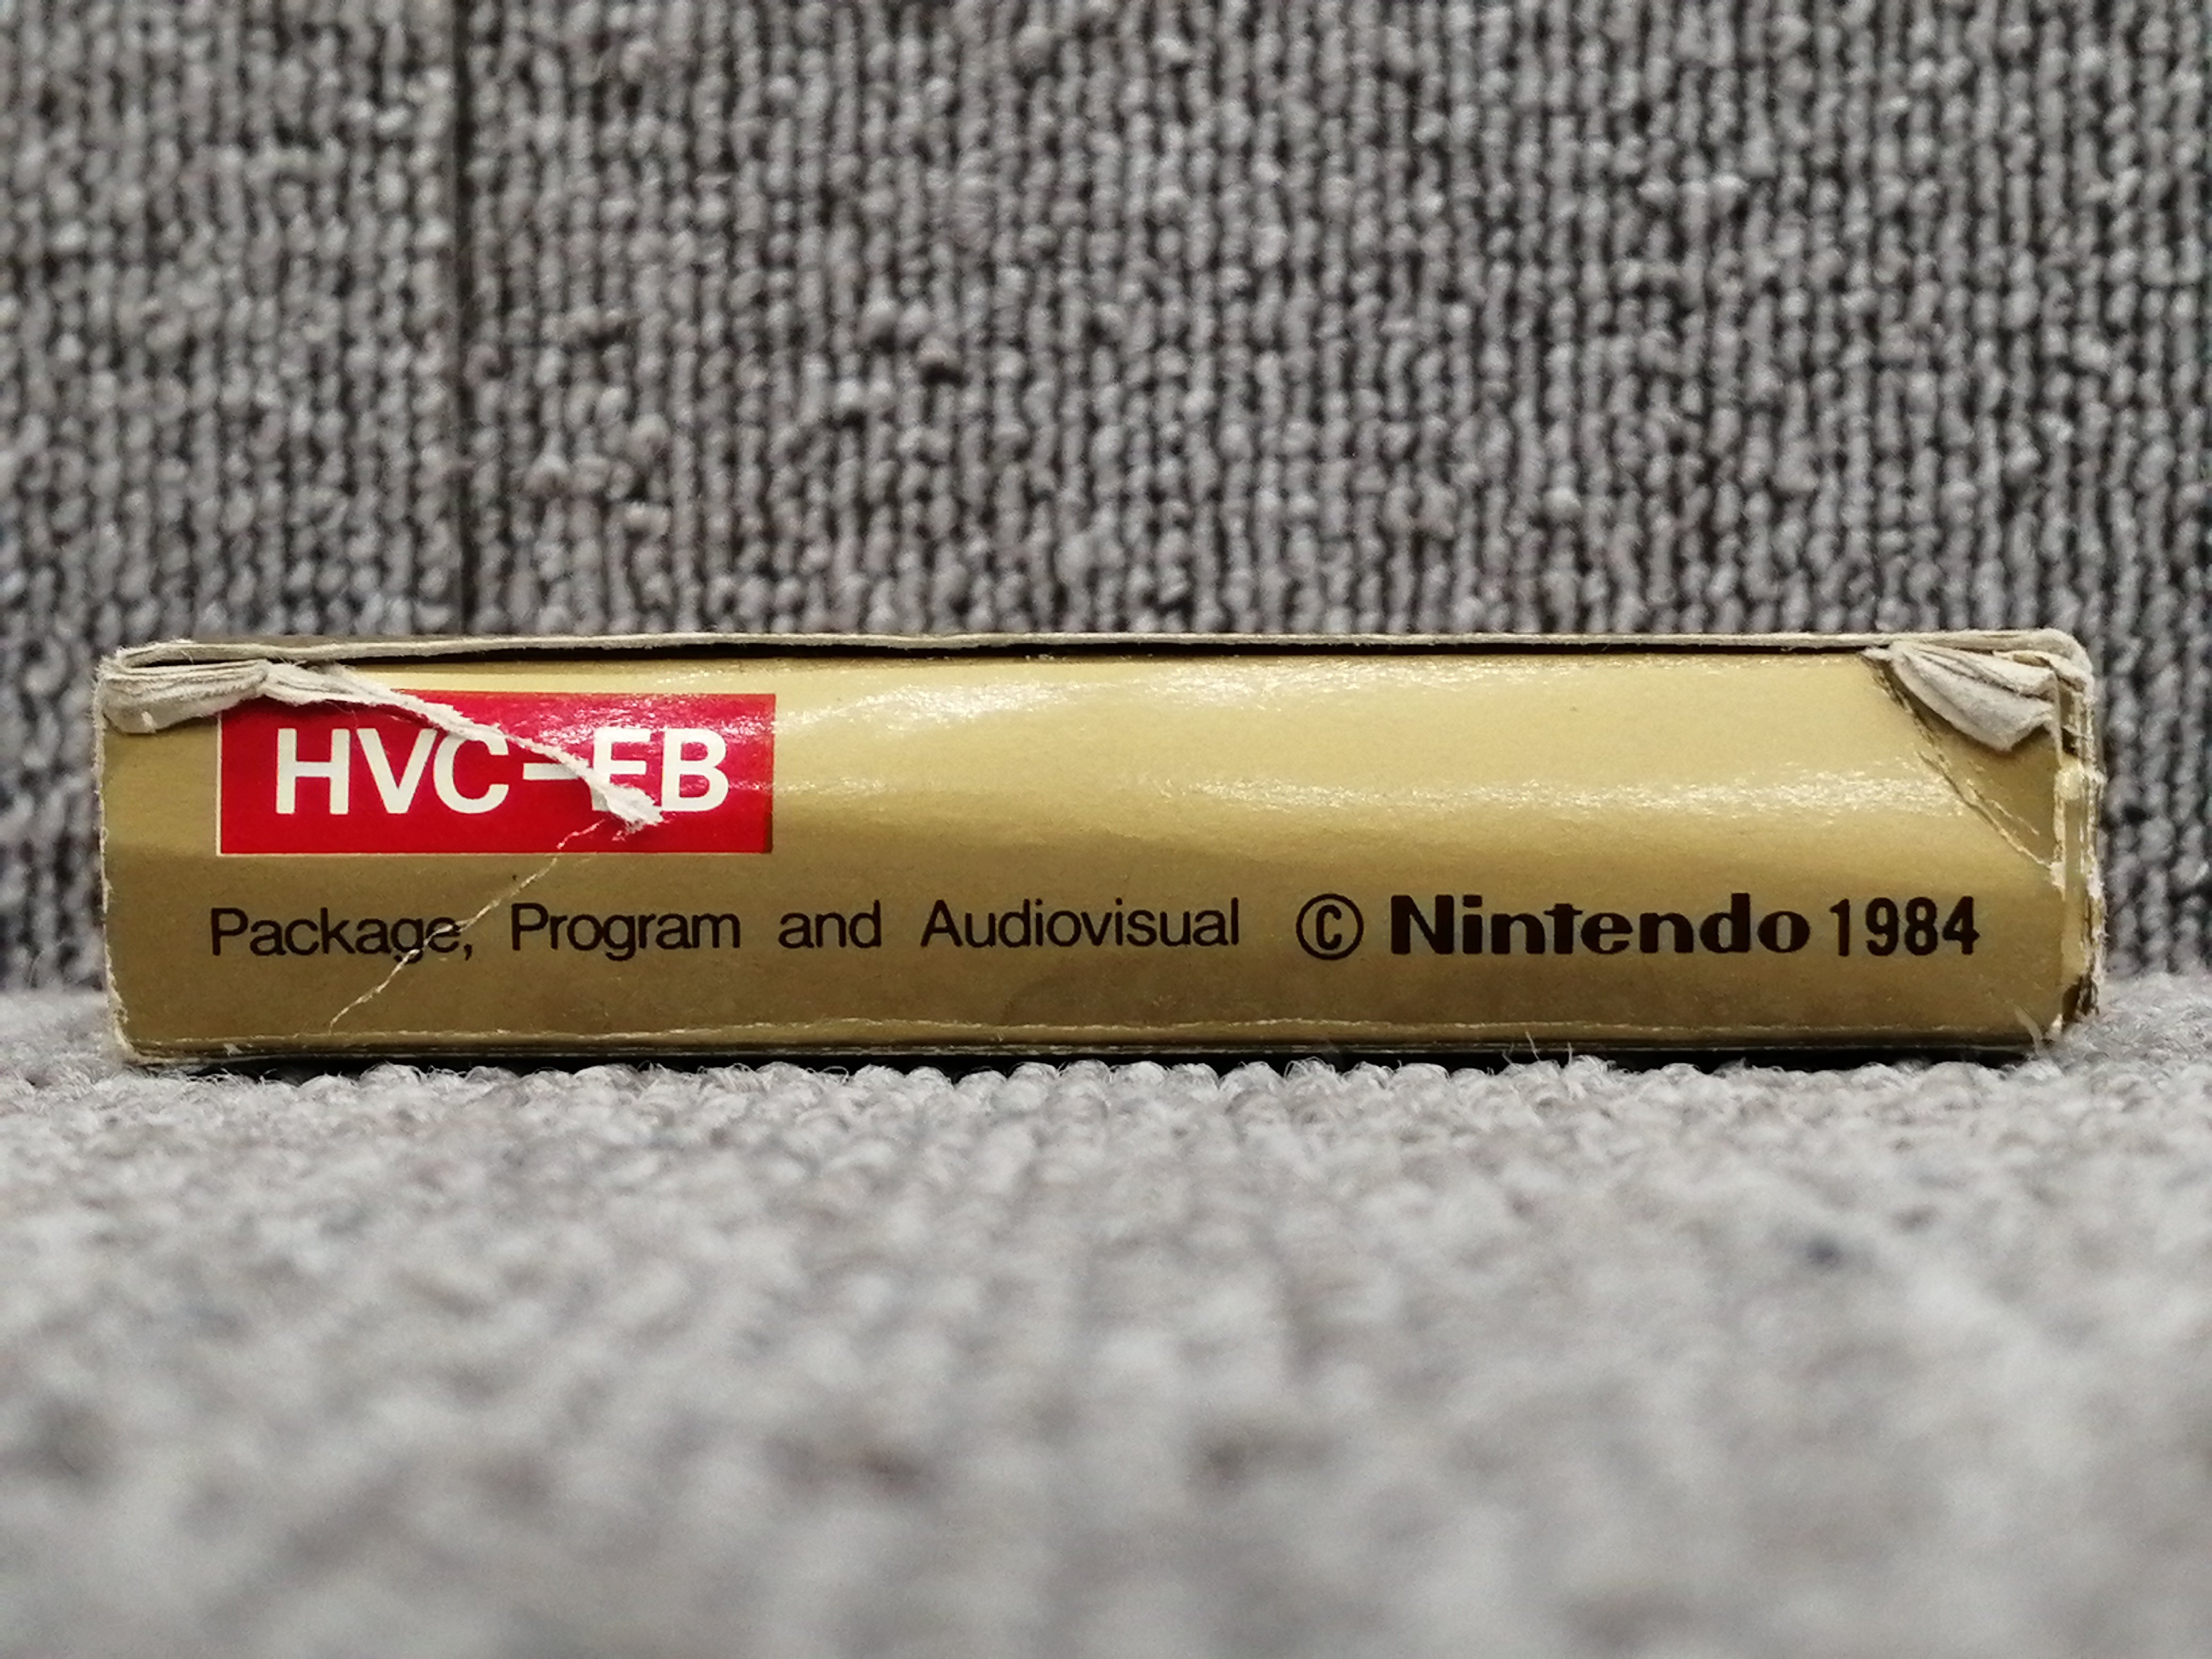 HVC-EB
Package, Program and Audiovisual © Nintendo 1984